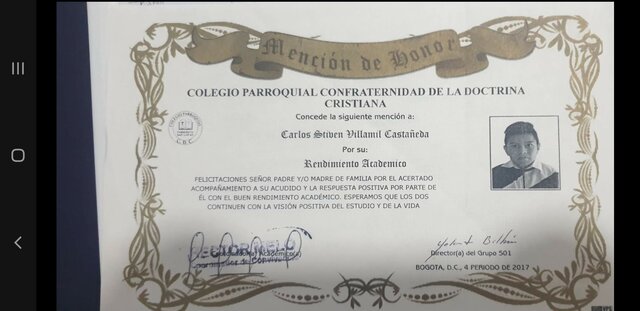 Mención de Honor
COLEGIO PARROQUIAL CONFRATERNIDAD DE LA DOCTRINA
CRISTIANA
Concede la siguiente mención a:
Carlos Stiven Villamil Castañeda
Por su:
Rendimiento Academico
FELICITACIONES SEÑOR PADRE Y/O MADRE DE FAMILIA POR EL ACERTADO
ACOMPAÑAMIENTO A SU ACUDIDO Y LA RESPUESTA POSITIVA POR PARTE DE
ÉL CON EL BUEN RENDIMIENTO ACADÉMICO. ESPERAMOS QUE LOS DOS
CONTINUEN CON LA VISIÓN POSITIVA DEL ESTUDIO Y DE LA VIDA
C.D.C.
Director(a) del Grupo 501
BOGOTA, D.C., 4 PERIODO DE 2017